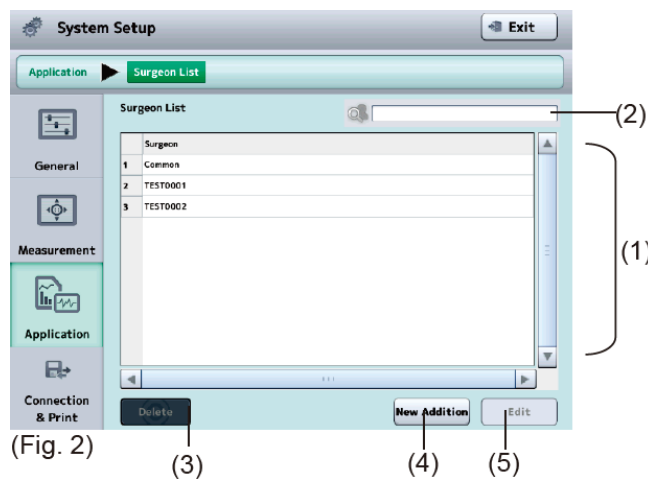 System Setup
Exit
Application
Surgeon List
Surgeon List
(2)
Surgeon
1 Common
2 TEST0001
3 TEST0002
General
Measurement
Application
Connection
& Print
(1)
Delete
New Addition
Edit
(Fig. 2)
(3)
(4)
(5)